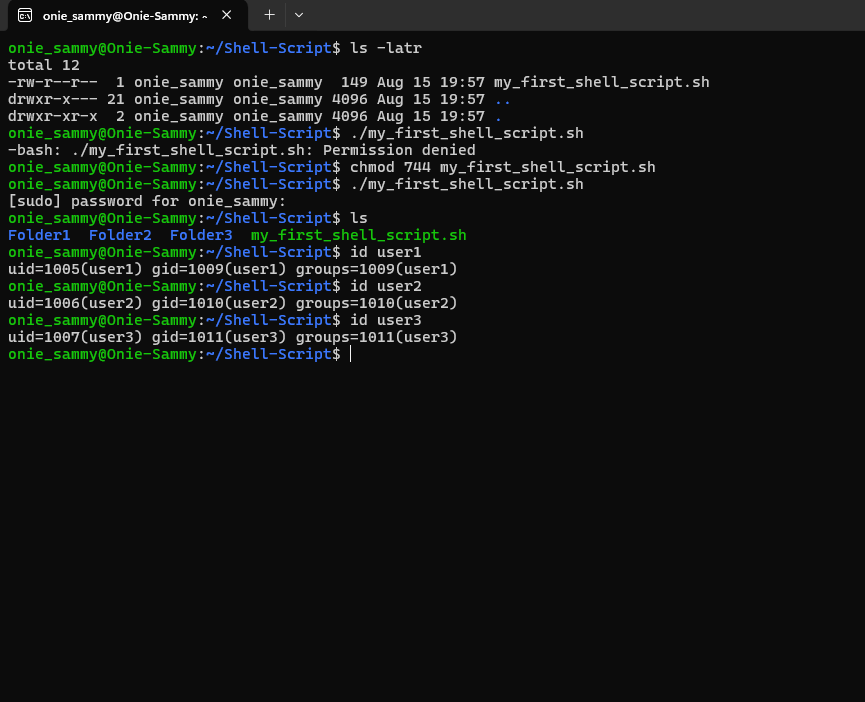 onie_sammy@Onie-Sammy: ~
onie_sammy@Onie-Sammy:~/Shell-Script$ ls -latr
total 12
-rw-r--r--  1 onie_sammy onie_sammy  149 Aug 15 19:57 my_first_shell_script.sh
drwxr-x--- 21 onie_sammy onie_sammy 4096 Aug 15 19:57 ..
drwxr-xr-x  2 onie_sammy onie_sammy 4096 Aug 15 19:57 .
onie_sammy@Onie-Sammy:~/Shell-Script$ ./my_first_shell_script.sh
-bash: ./my_first_shell_script.sh: Permission denied
onie_sammy@Onie-Sammy:~/Shell-Script$ chmod 744 my_first_shell_script.sh
onie_sammy@Onie-Sammy:~/Shell-Script$ ./my_first_shell_script.sh
[sudo] password for onie_sammy:
onie_sammy@Onie-Sammy:~/Shell-Script$ ls
Folder1  Folder2  Folder3  my_first_shell_script.sh
onie_sammy@Onie-Sammy:~/Shell-Script$ id user1
uid=1005(user1) gid=1009(user1) groups=1009(user1)
onie_sammy@Onie-Sammy:~/Shell-Script$ id user2
uid=1006(user2) gid=1010(user2) groups=1010(user2)
onie_sammy@Onie-Sammy:~/Shell-Script$ id user3
uid=1007(user3) gid=1011(user3) groups=1011(user3)
onie_sammy@Onie-Sammy:~/Shell-Script$